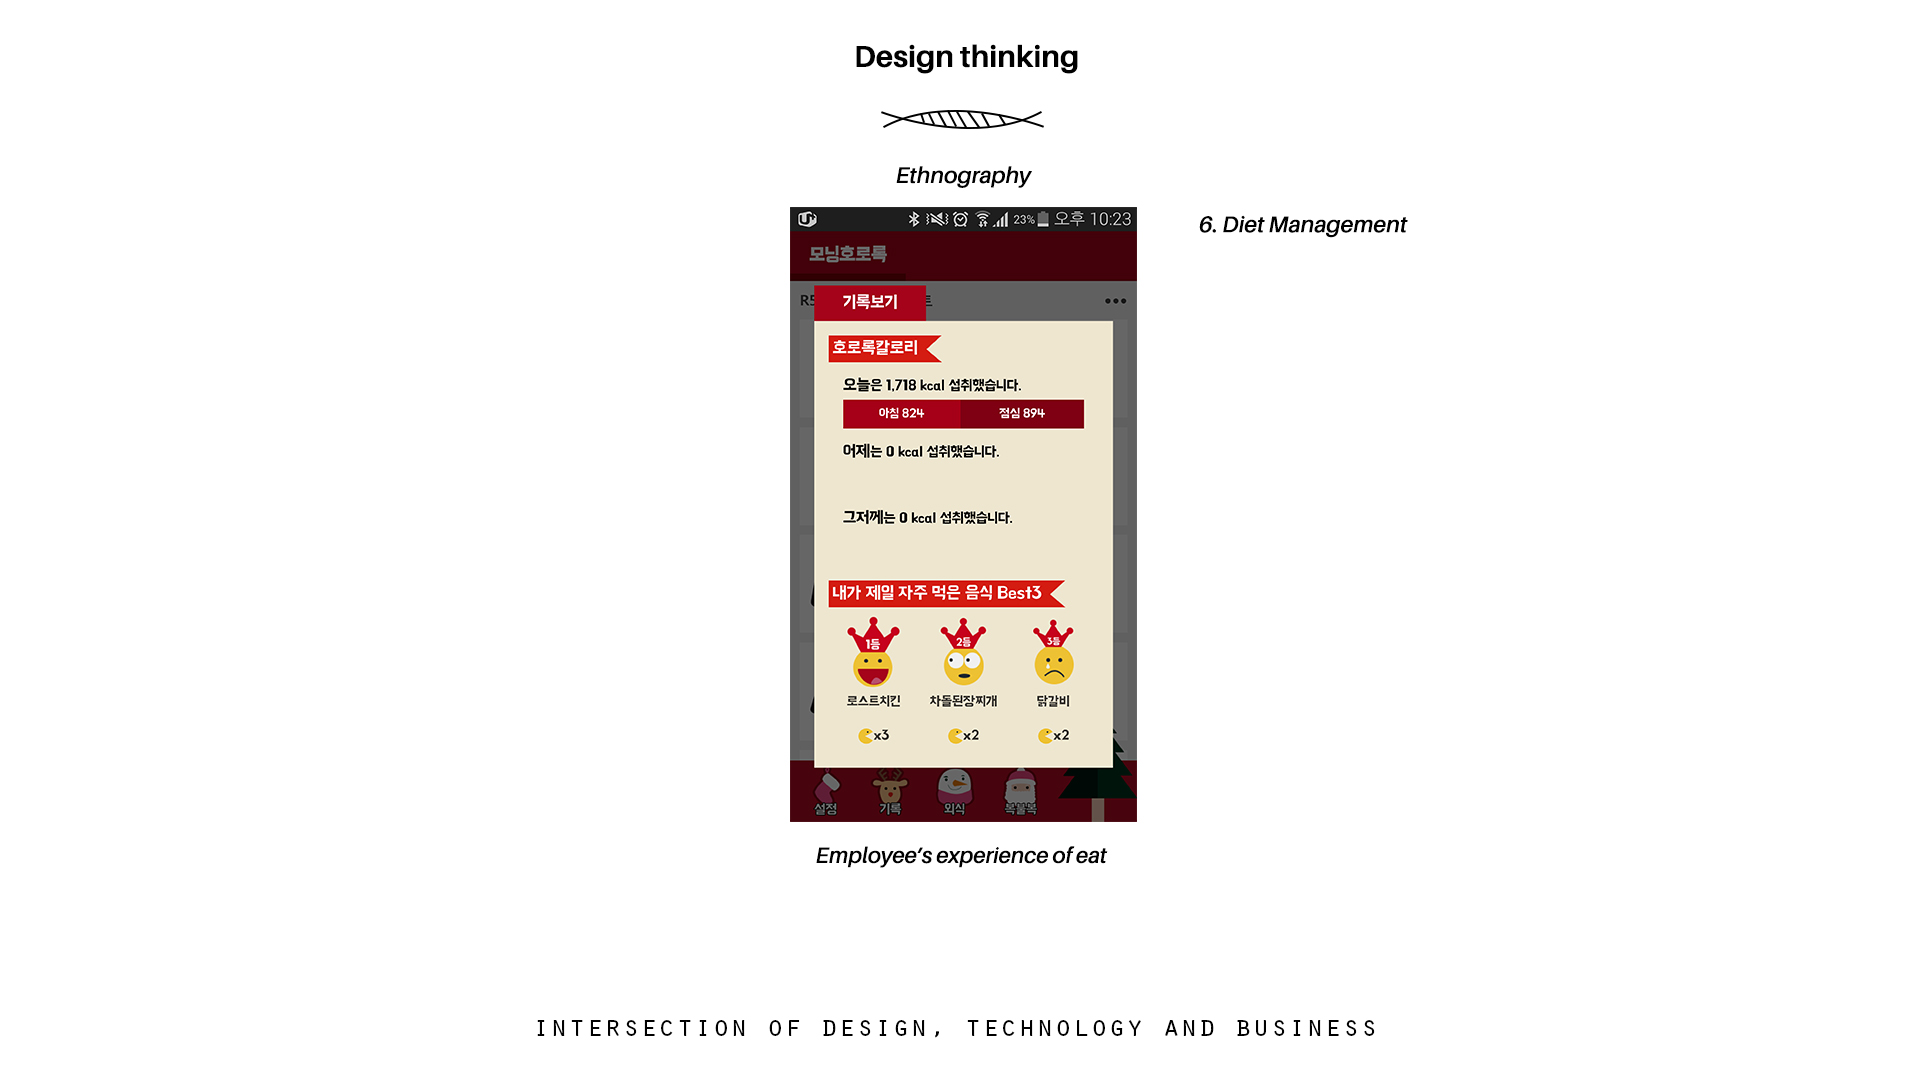 Design thinking
Ethnography
6. Diet Management
23% 오후 10:23
모닝호로록
기록보기
호로록칼로리
오늘은 1,718 kcal 섭취했습니다.
아침 824 점심 894
어제는 0 kcal 섭취했습니다.
그저께는 0 kcal 섭취했습니다.
내가 제일 자주 먹은 음식 Best3
1등 2등 3등
로스트치킨 차돌된장찌개 닭갈비
x3 x2 x2
설정 기록 외식 복불복
Employee’s experience of eat
INTERSECTION OF DESIGN, TECHNOLOGY AND BUSINESS